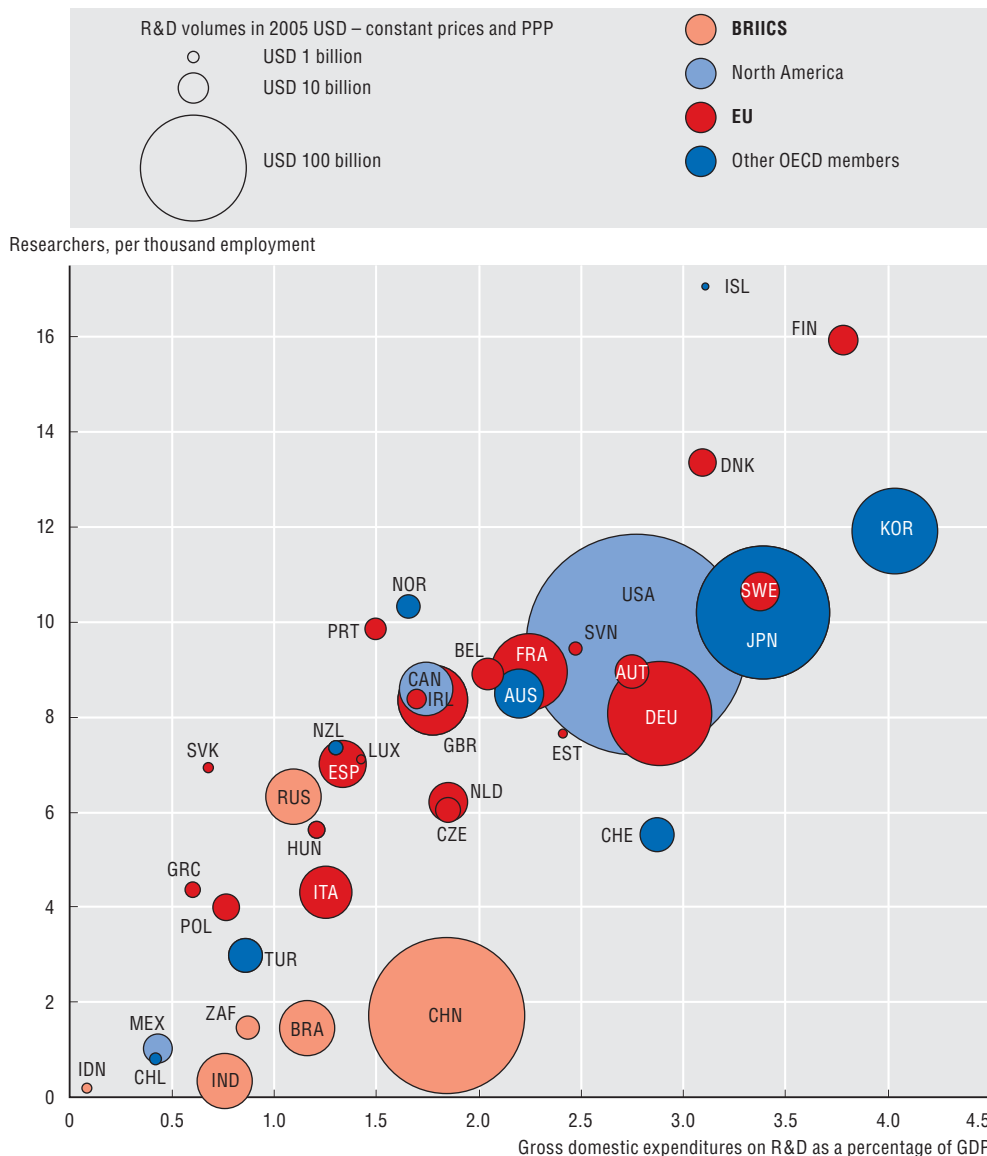 R&D volumes in 2005 USD – constant prices and PPP
USD 1 billion
USD 10 billion
USD 100 billion
BRIICS
North America
EU
Other OECD members
Researchers, per thousand employment
ISL
FIN
16
14
DNK
12
KOR
NOR
USA
SWE
10
PRT
SVN
JPN
BEL
FRA
AUT
CAN
IRL
AUS
8
DEU
NZL
LUX
GBR
EST
SVK
ESP
RUS
NLD
6
CZE
CHE
HUN
GRC
ITA
4
POL
TUR
2
ZAF
MEX
BRA
CHN
IDN
CHL
IND
0
0 0.5 1.0 1.5 2.0 2.5 3.0 3.5 4.0 4.5
Gross domestic expenditures on R&D as a percentage of GDP